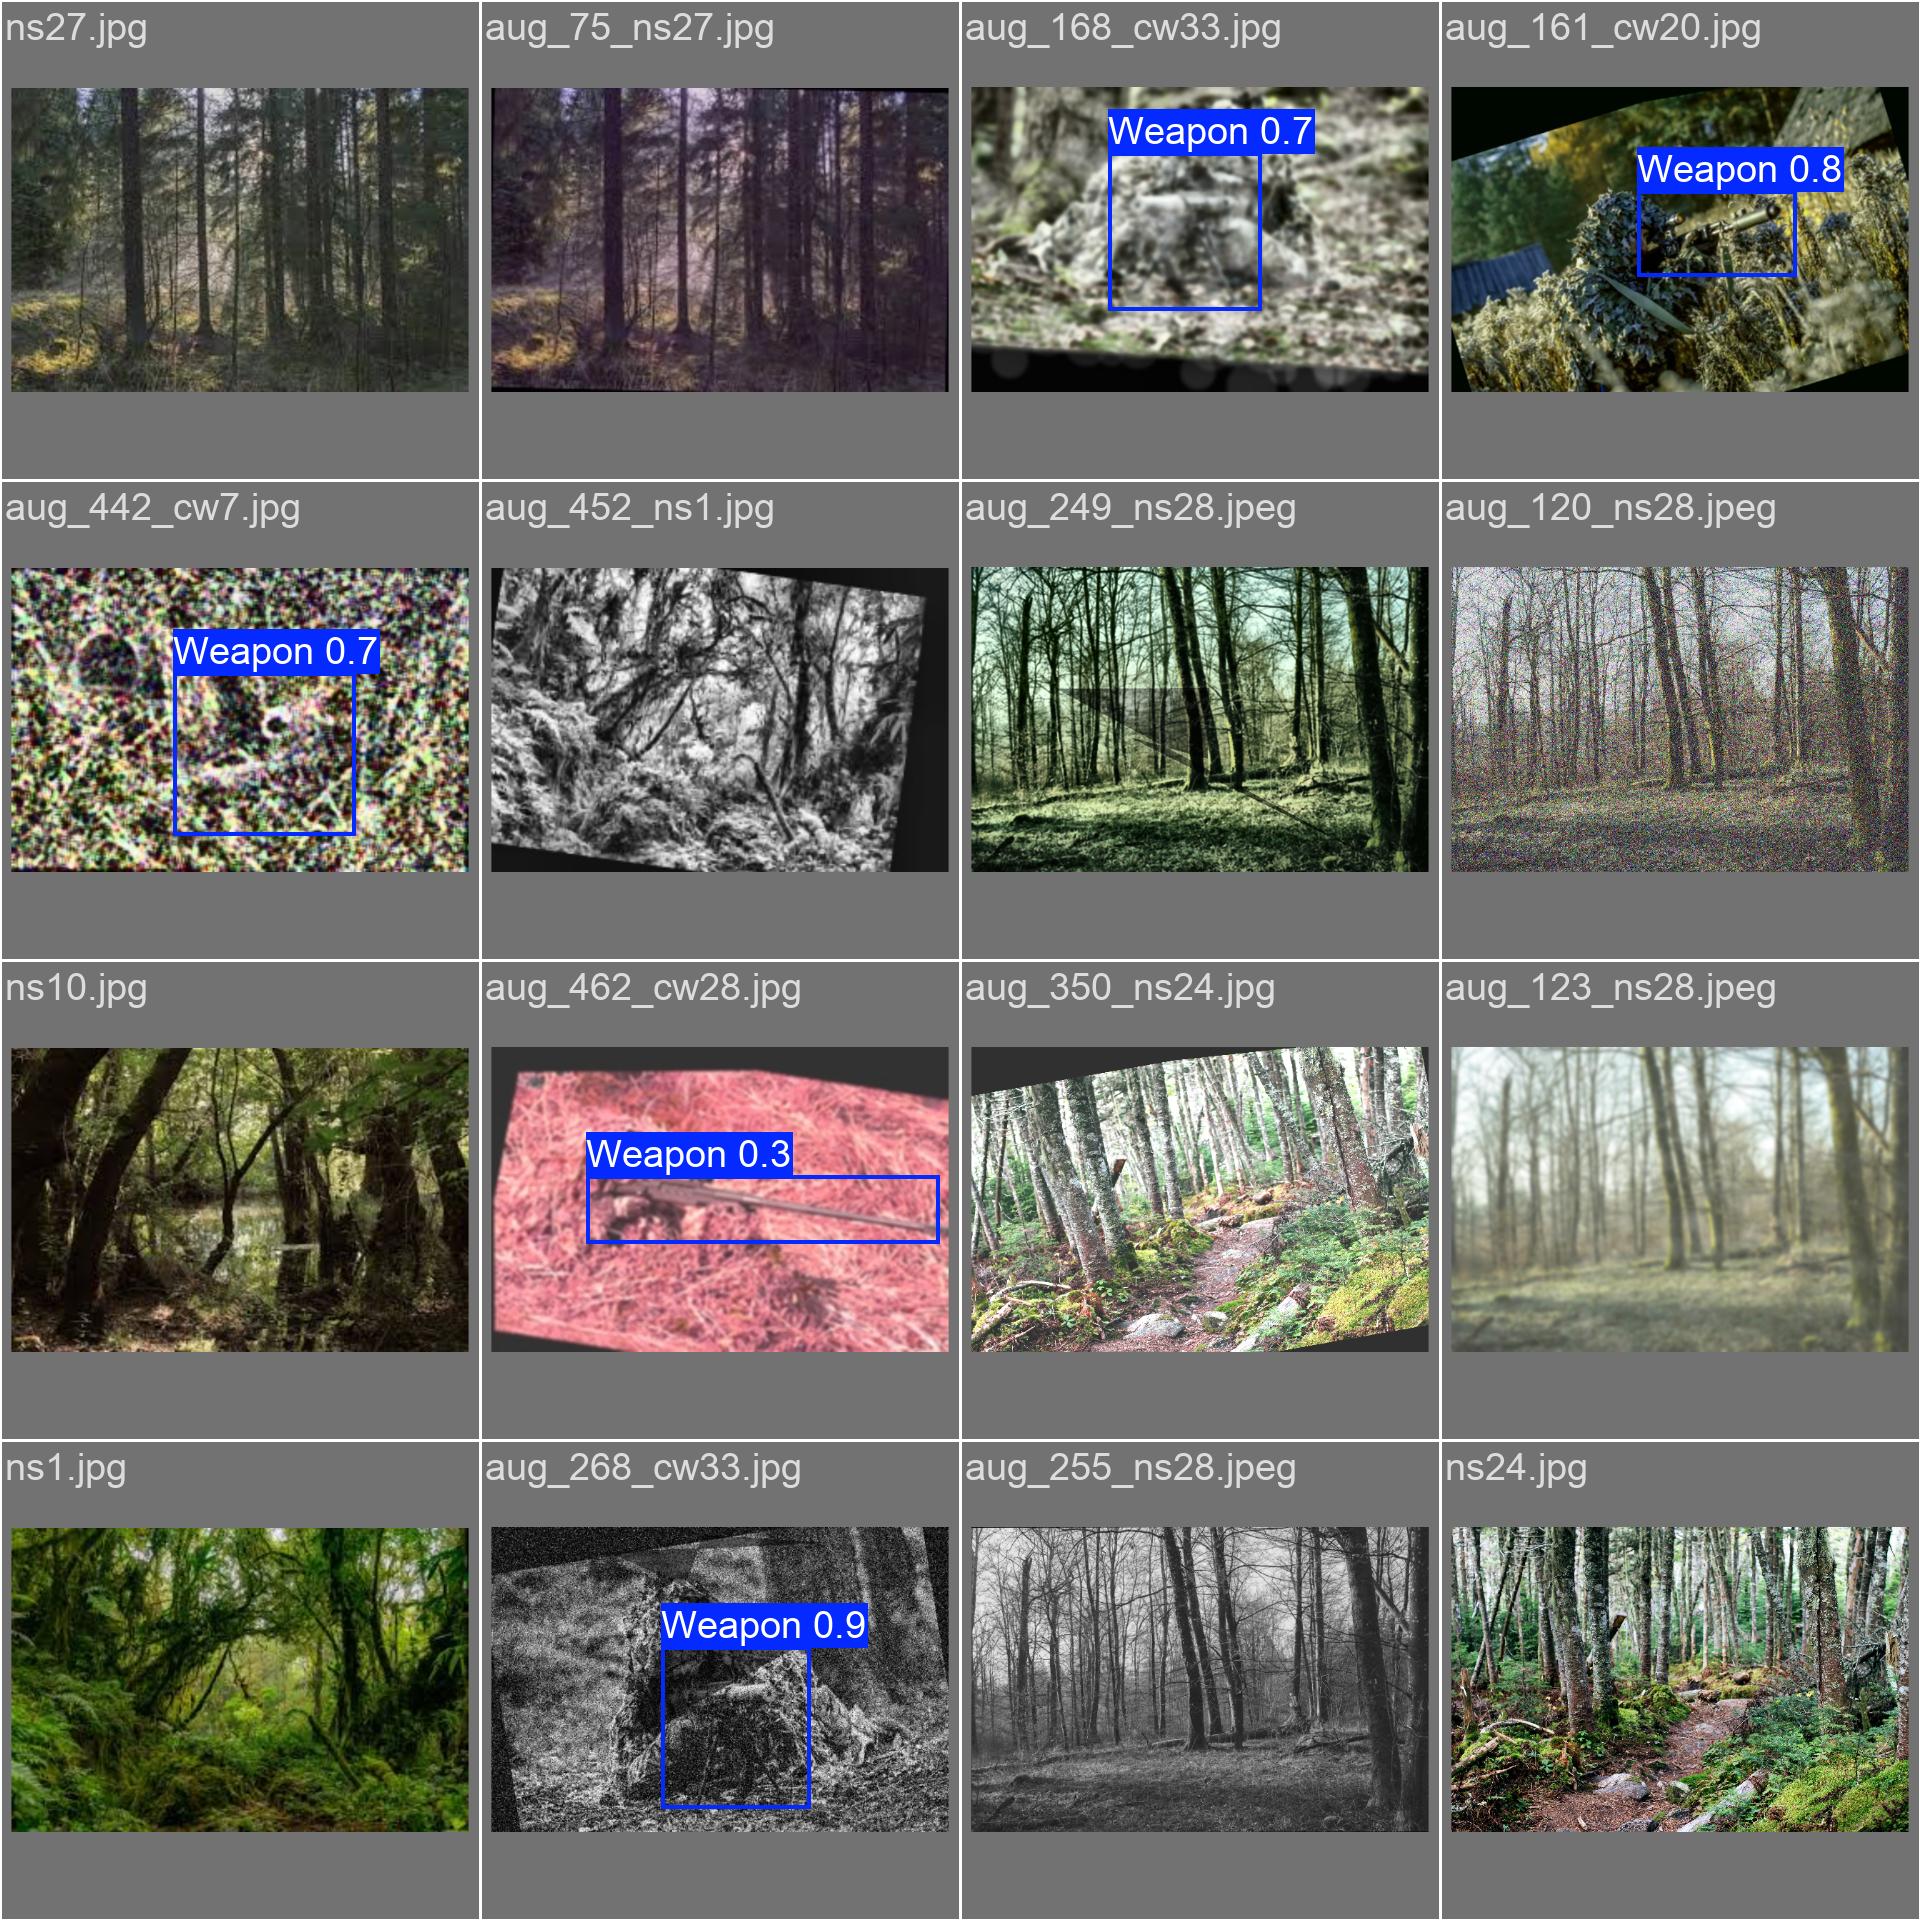 ns27.jpg
aug_75_ns27.jpg
aug_168_cw33.jpg
aug_161_cw20.jpg
Weapon 0.7
Weapon 0.8
aug_442_cw7.jpg
aug_452_ns1.jpg
aug_249_ns28.jpeg
aug_120_ns28.jpeg
Weapon 0.7
ns10.jpg
aug_462_cw28.jpg
aug_350_ns24.jpg
aug_123_ns28.jpeg
Weapon 0.3
ns1.jpg
aug_268_cw33.jpg
aug_255_ns28.jpeg
ns24.jpg
Weapon 0.9